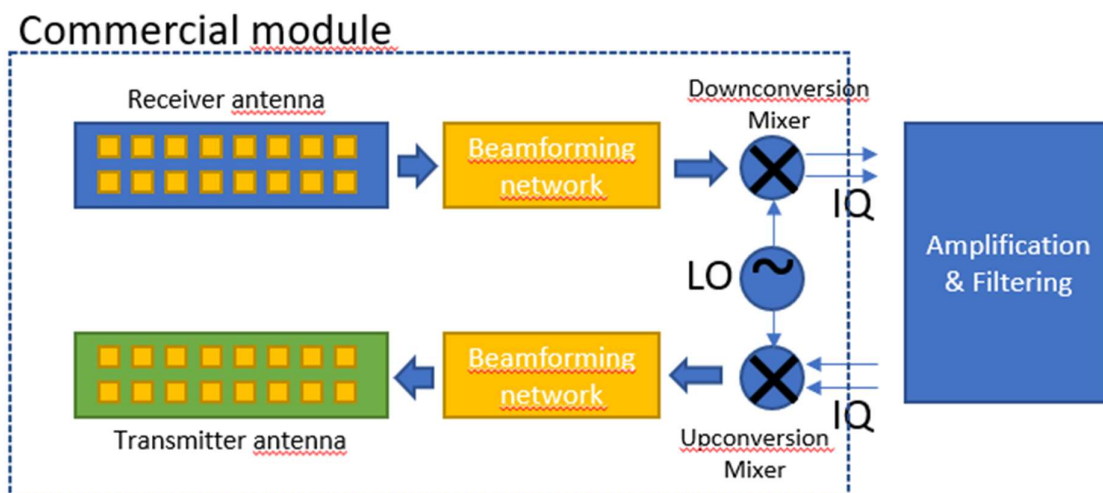 Commercial module
Receiver antenna
Beamforming
network
Downconversion
Mixer
IQ
LO
~
Amplification
& Filtering
Beamforming
network
IQ
Transmitter antenna
Upconversion
Mixer